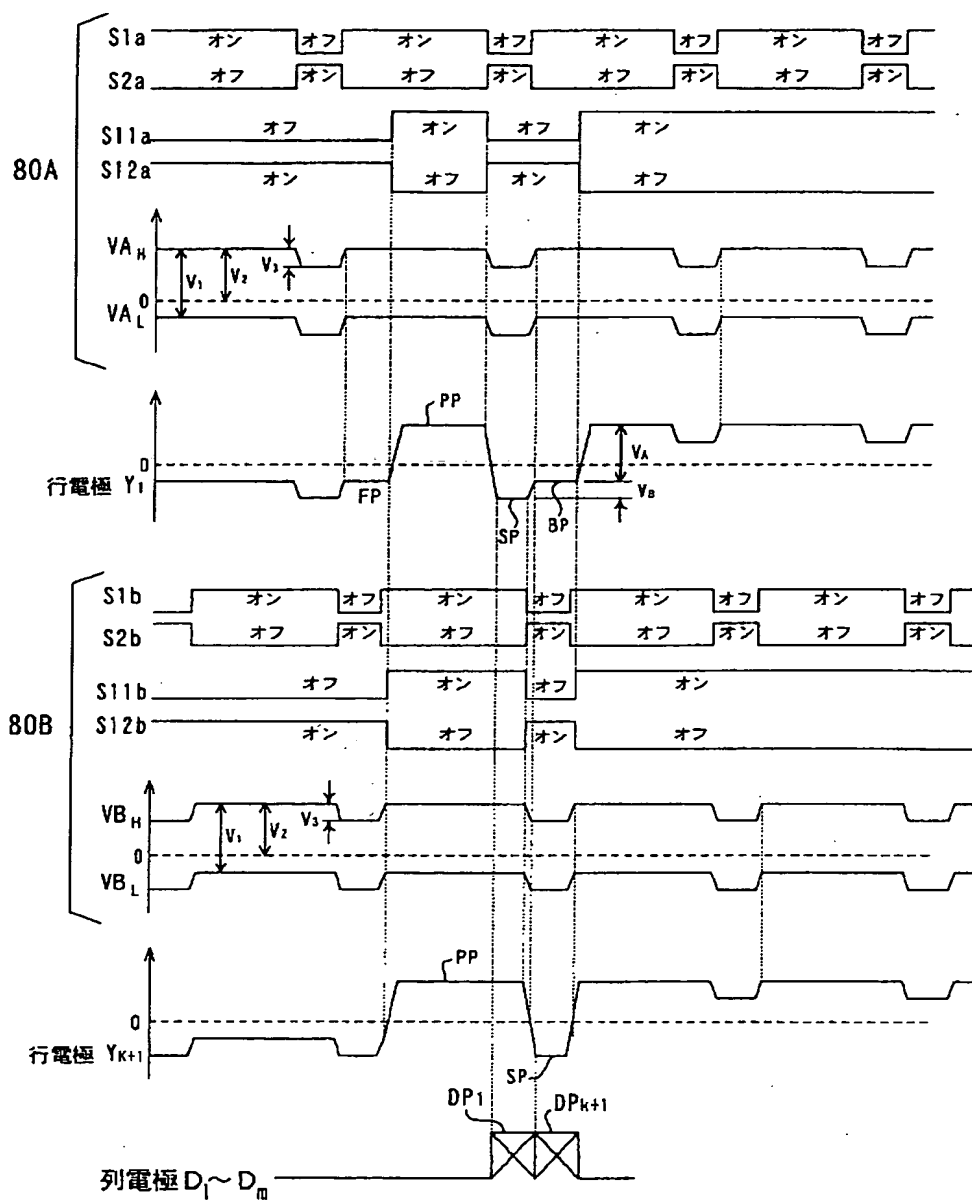 80A
S1a オン オフ オン オフ オン オフ オン オフ
S2a オフ オン オフ オン オフ オン オフ オン
S11a オフ オン オフ オン
S12a オン オフ オン オフ
VA H
V1 V2 V3
0
VA L
PP
0
VA
行電極 Y1 FP SP BP VB
80B
S1b オン オフ オン オフ オン オフ オン オフ
S2b オフ オン オフ オン オフ オン オフ オン
S11b オフ オン オフ オン
S12b オン オフ オン オフ
VB H
V1 V2 V3
0
VB L
PP
0
行電極 YK+1 SP
DP1 DPk+1
列電極 D1~Dm